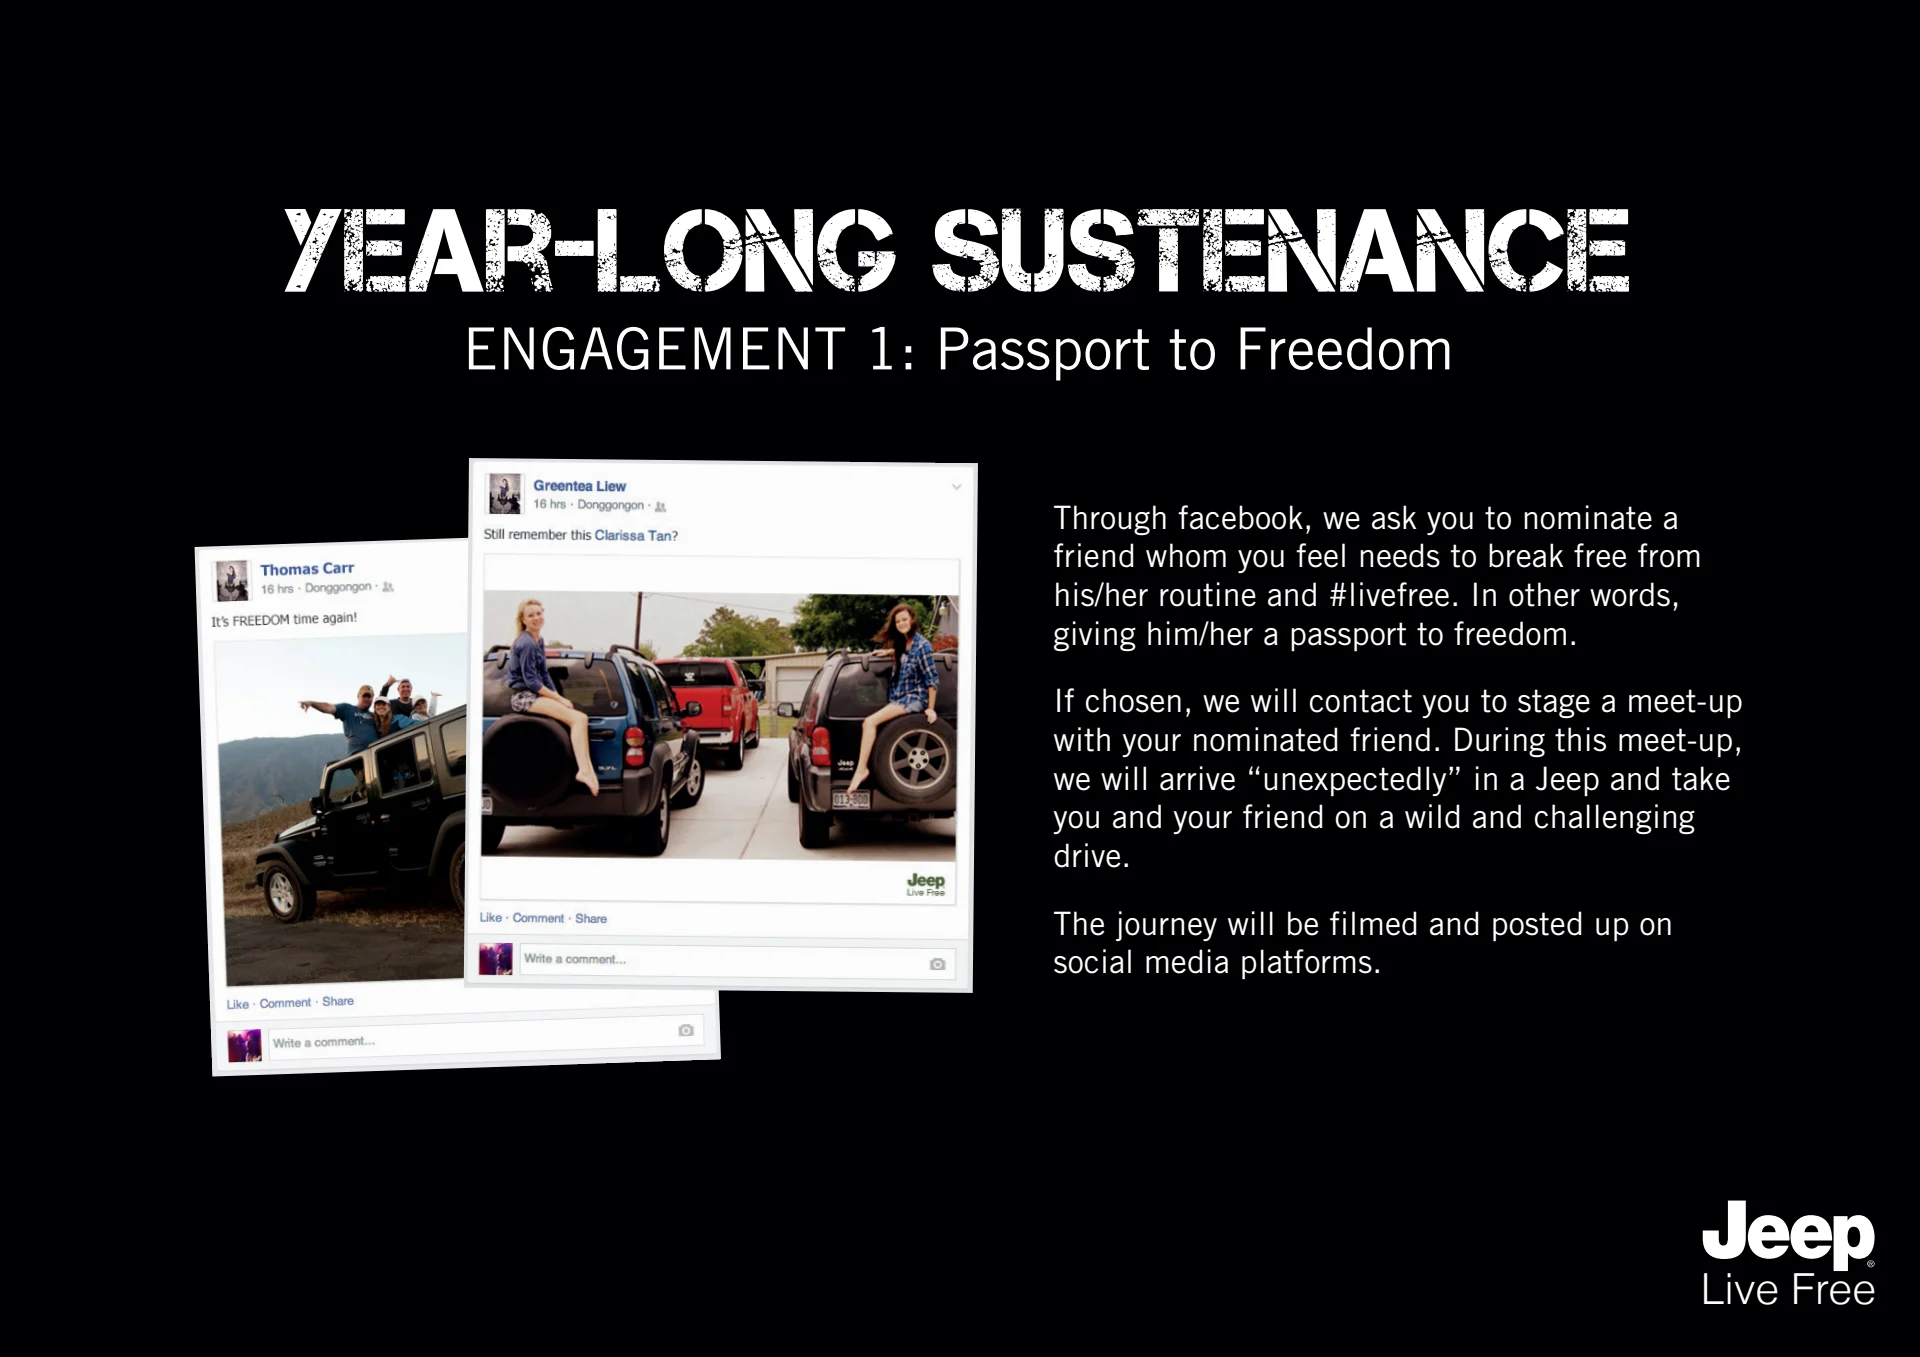 YEAR-LONG SUSTENANCE
ENGAGEMENT 1: Passport to Freedom
Thomas Carr
16 hrs · Donggongon ·
It's FREEDOM time again!
Like · Comment · Share
Write a comment...
Greentea Liew
16 hrs · Donggongon ·
Still remember this Clarissa Tan?
Jeep
013·800
Jeep
Live Free
Like · Comment · Share
Write a comment...
Through facebook, we ask you to nominate a
friend whom you feel needs to break free from
his/her routine and #livefree. In other words,
giving him/her a passport to freedom.
If chosen, we will contact you to stage a meet-up
with your nominated friend. During this meet-up,
we will arrive “unexpectedly” in a Jeep and take
you and your friend on a wild and challenging
drive.
The journey will be filmed and posted up on
social media platforms.
Jeep®
Live Free